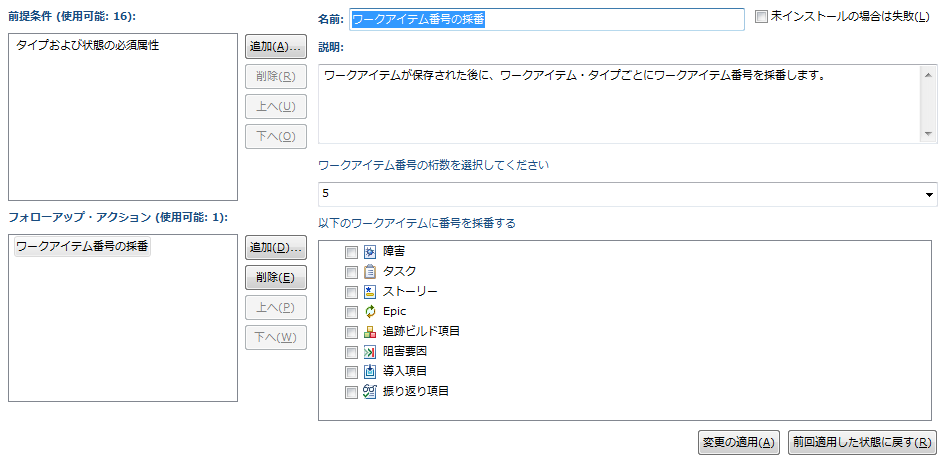 前提条件 (使用可能: 16):
タイプおよび状態の必須属性
追加(A)...
削除(R)
上へ(U)
下へ(O)
フォローアップ・アクション (使用可能: 1):
ワークアイテム番号の採番
追加(D)...
削除(E)
上へ(P)
下へ(W)
名前: ワークアイテム番号の採番
未インストールの場合は失敗(L)
説明:
ワークアイテムが保存された後に、ワークアイテム・タイプごとにワークアイテム番号を採番します。
ワークアイテム番号の桁数を選択してください
5
以下のワークアイテムに番号を採番する
障害
タスク
ストーリー
Epic
追跡ビルド項目
阻害要因
導入項目
振り返り項目
変更の適用(A)
前回適用した状態に戻す(R)